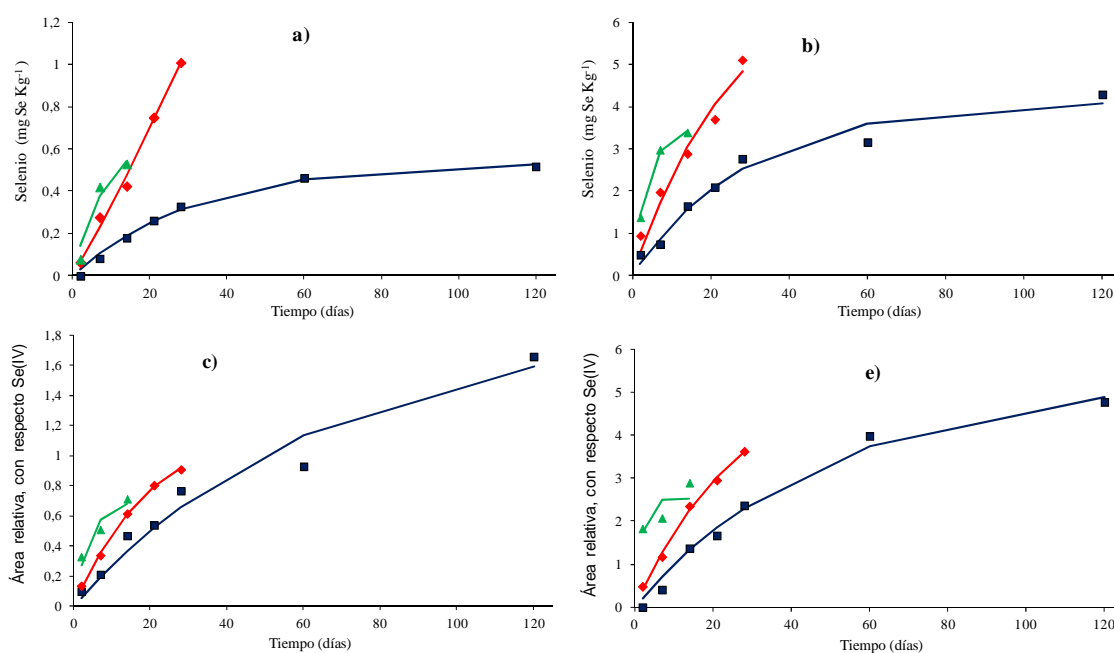 a)
Selenio (mg Se Kg-1)
1,2
1
0,8
0,6
0,4
0,2
0
0 20 40 60 80 100 120
Tiempo (días)
b)
Selenio (mg Se Kg-1)
6
5
4
3
2
1
0
0 20 40 60 80 100 120
Tiempo (días)
c)
Área relativa, con respecto Se(IV)
1,8
1,6
1,4
1,2
1
0,8
0,6
0,4
0,2
0
0 20 40 60 80 100 120
Tiempo (días)
e)
Área relativa, con respecto Se(IV)
6
5
4
3
2
1
0
0 20 40 60 80 100 120
Tiempo (días)